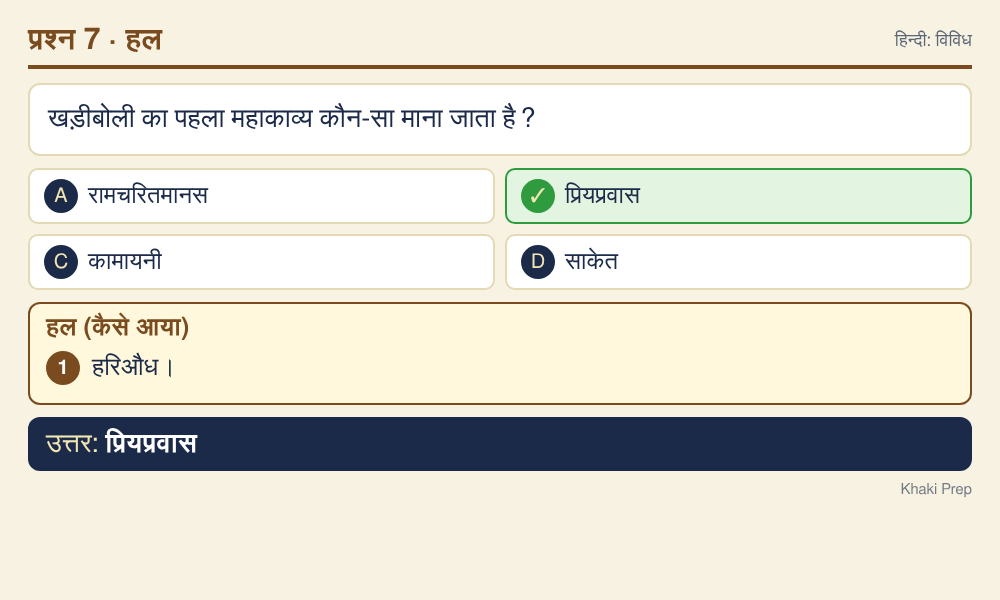 प्रश्न 7 · हल
हिन्दी: विविध
खड़ीबोली का पहला महाकाव्य कौन-सा माना जाता है ?
A रामचरितमानस
✓ प्रियप्रवास
C कामायनी
D साकेत
हल (कैसे आया)
1 हरिऔध।
उत्तर: प्रियप्रवास
Khaki Prep